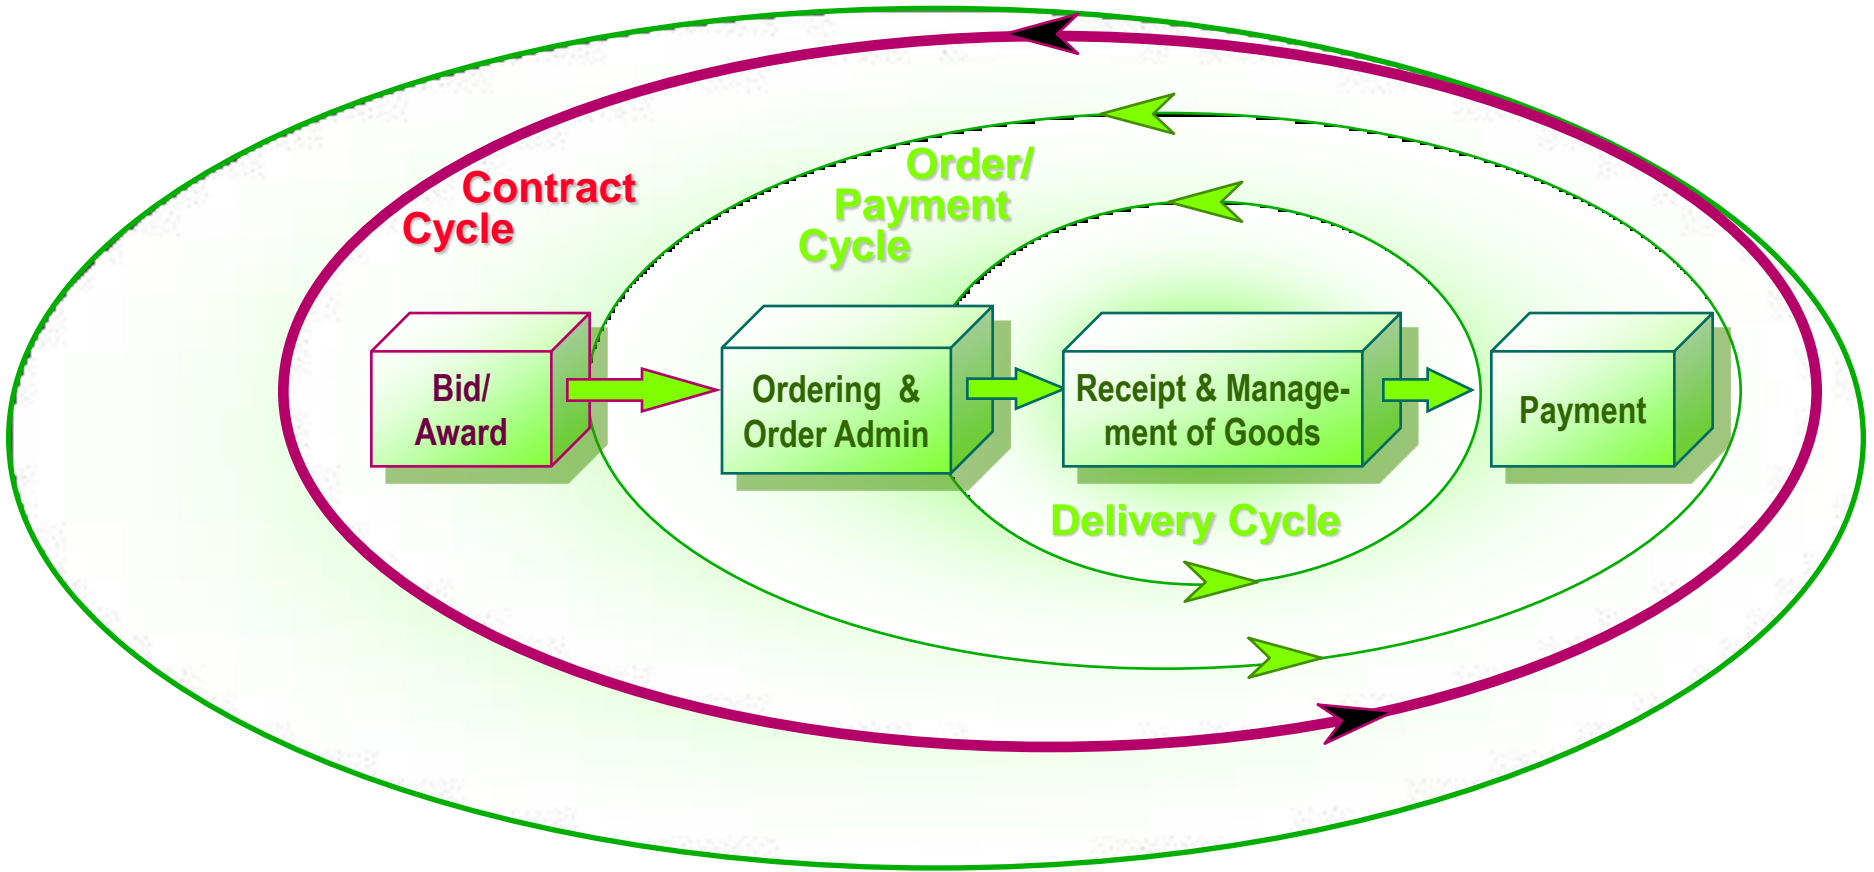 Contract
Cycle
Order/
Payment
Cycle
Bid/
Award
Ordering & 
Order Admin
Receipt & Manage-
ment of Goods
Payment
Delivery Cycle